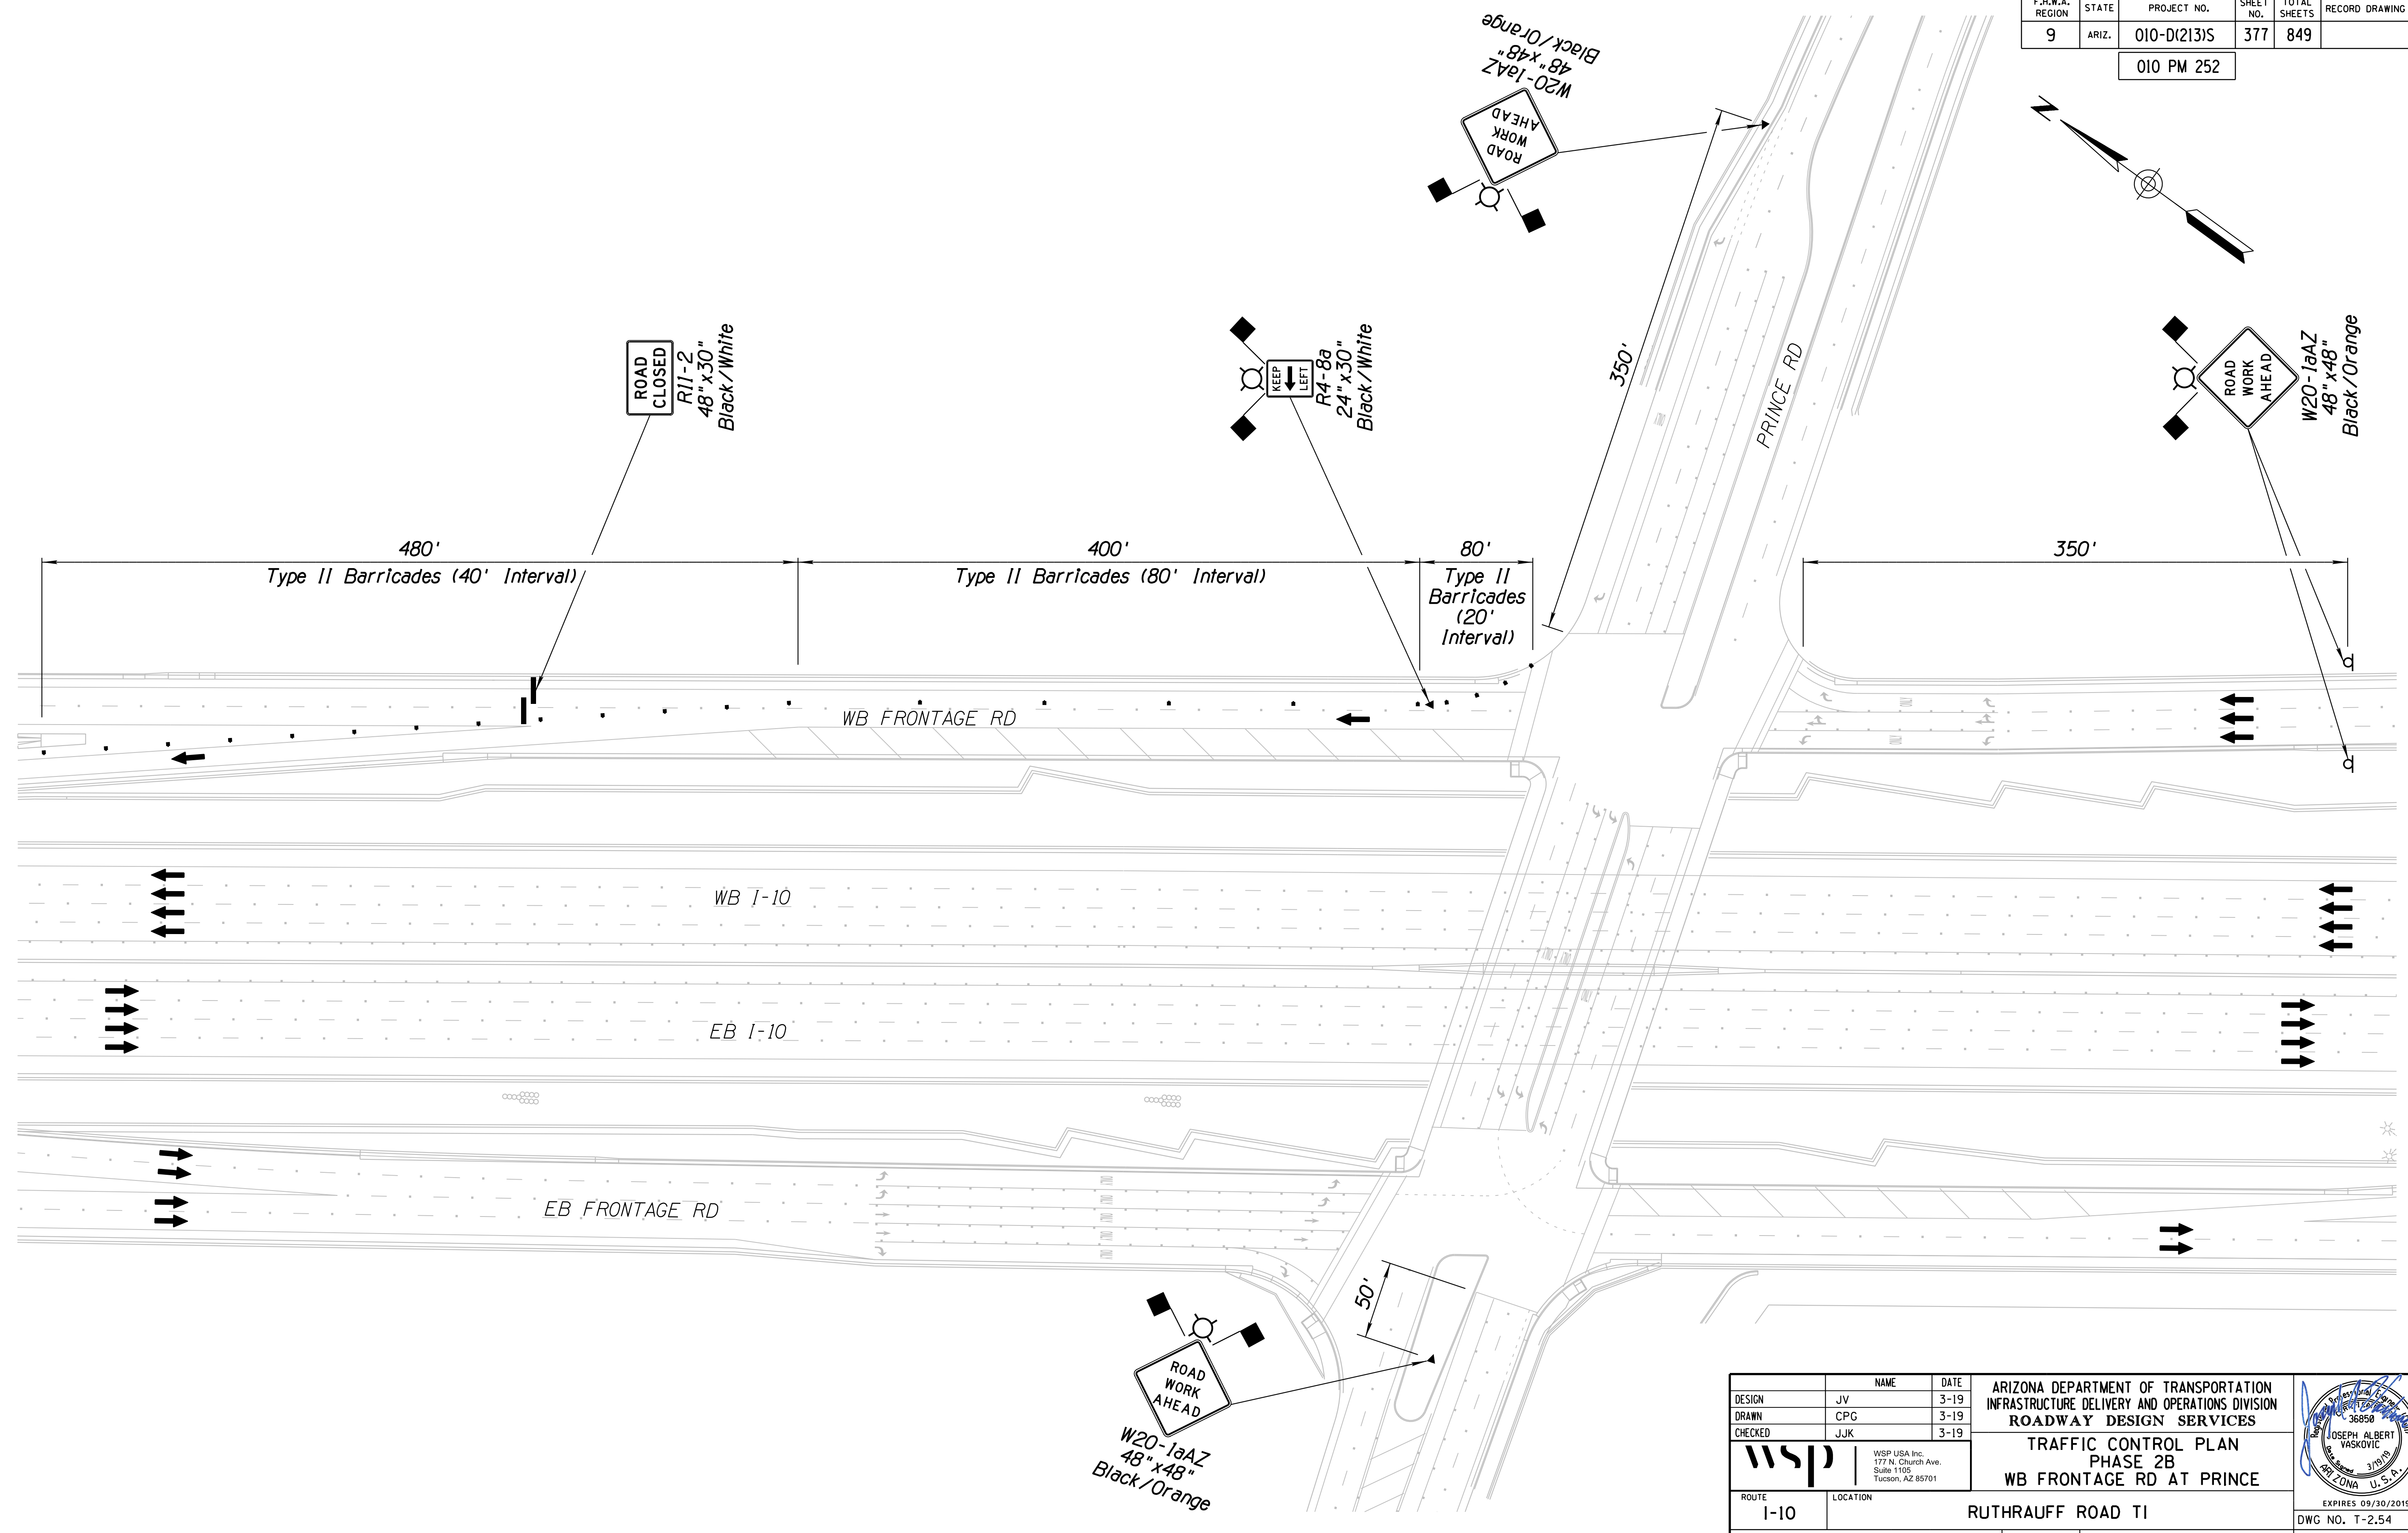 F.H.W.A. REGION STATE PROJECT NO. SHEET NO. TOTAL SHEETS RECORD DRAWING
9 ARIZ. 010-D(213)S 377 849
010 PM 252
N
W20-1aAZ
48"x48"
Black/Orange
ROAD
WORK
AHEAD
ROAD
CLOSED
R11-2
48"x30"
Black/White
KEEP
LEFT
R4-8a
24"x30"
Black/White
ROAD
WORK
AHEAD
W20-1aAZ
48"x48"
Black/Orange
350'
PRINCE RD
480'
Type II Barricades (40' Interval)
400'
Type II Barricades (80' Interval)
80'
Type II
Barricades
(20'
Interval)
350'
WB FRONTAGE RD
WB I-10
EB I-10
EB FRONTAGE RD
50'
ROAD
WORK
AHEAD
W20-1aAZ
48"x48"
Black/Orange
NAME DATE
DESIGN JV 3-19
DRAWN CPG 3-19
CHECKED JJK 3-19
wsp
WSP USA Inc.
177 N. Church Ave.
Suite 1105
Tucson, AZ 85701
ARIZONA DEPARTMENT OF TRANSPORTATION
INFRASTRUCTURE DELIVERY AND OPERATIONS DIVISION
ROADWAY DESIGN SERVICES
TRAFFIC CONTROL PLAN
PHASE 2B
WB FRONTAGE RD AT PRINCE
ROUTE
I-10
LOCATION
RUTHRAUFF ROAD TI
36850
JOSEPH ALBERT
VASKOVIC
Date Signed 3/19/19
ARIZONA U.S.A.
EXPIRES 09/30/2019
DWG NO. T-2.54